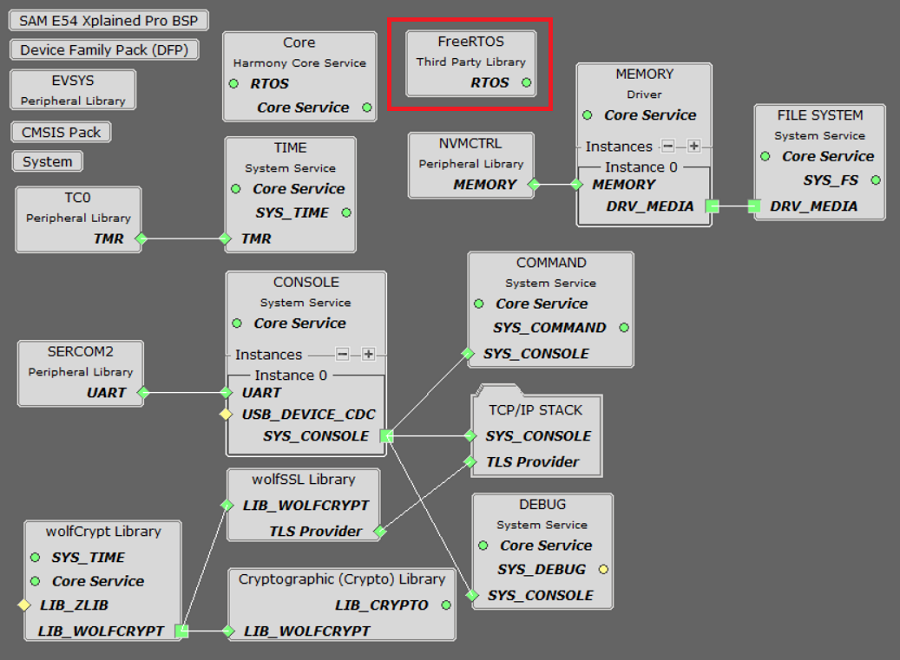 SAM E54 Xplained Pro BSP
Device Family Pack (DFP)
EVSYS
Peripheral Library
CMSIS Pack
System
Core
Harmony Core Service
RTOS
Core Service
FreeRTOS
Third Party Library
RTOS
MEMORY
Driver
Core Service
Instances
Instance 0
MEMORY
DRV_MEDIA
FILE SYSTEM
System Service
Core Service
SYS_FS
DRV_MEDIA
TIME
System Service
Core Service
SYS_TIME
TMR
NVMCTRL
Peripheral Library
MEMORY
TC0
Peripheral Library
TMR
CONSOLE
System Service
Core Service
Instances
Instance 0
UART
USB_DEVICE_CDC
SYS_CONSOLE
COMMAND
System Service
Core Service
SYS_COMMAND
SYS_CONSOLE
SERCOM2
Peripheral Library
UART
TCP/IP STACK
SYS_CONSOLE
TLS Provider
wolfSSL Library
LIB_WOLFCRYPT
TLS Provider
DEBUG
System Service
Core Service
SYS_DEBUG
SYS_CONSOLE
wolfCrypt Library
SYS_TIME
Core Service
LIB_ZLIB
LIB_WOLFCRYPT
Cryptographic (Crypto) Library
LIB_CRYPTO
LIB_WOLFCRYPT